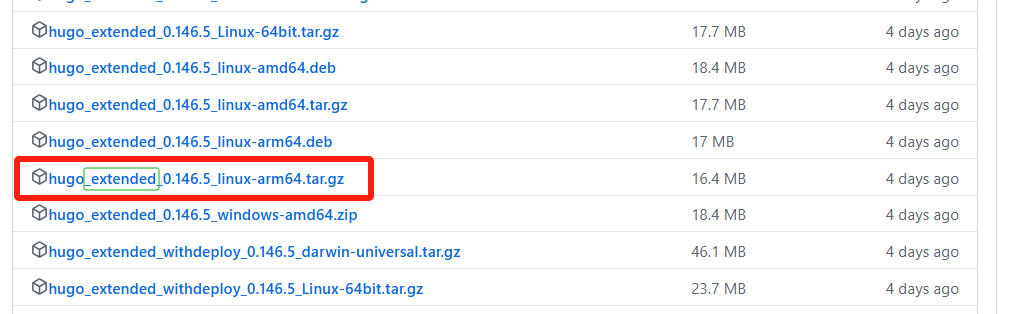 hugo_extended_0.146.5_Linux-64bit.tar.gz 17.7 MB 4 days ago
hugo_extended_0.146.5_linux-amd64.deb 18.4 MB 4 days ago
hugo_extended_0.146.5_linux-amd64.tar.gz 17.7 MB 4 days ago
hugo_extended_0.146.5_linux-arm64.deb 17 MB 4 days ago
hugo_extended_0.146.5_linux-arm64.tar.gz 16.4 MB 4 days ago
hugo_extended_0.146.5_windows-amd64.zip 18.4 MB 4 days ago
hugo_extended_withdeploy_0.146.5_darwin-universal.tar.gz 46.1 MB 4 days ago
hugo_extended_withdeploy_0.146.5_Linux-64bit.tar.gz 23.7 MB 4 days ago